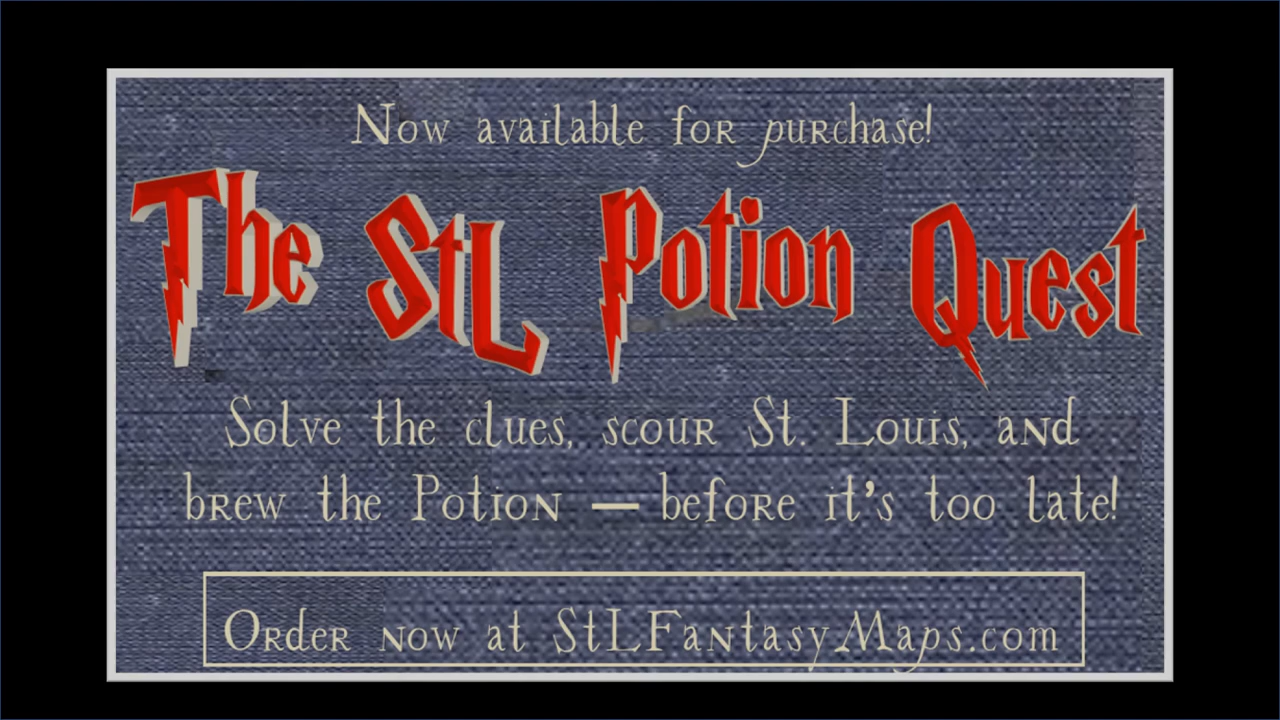 Now available for purchase!
The StL Potion Quest
Solve the clues, scour St. Louis, and
brew the Potion — before it's too late!
Order now at StLFantasyMaps.com